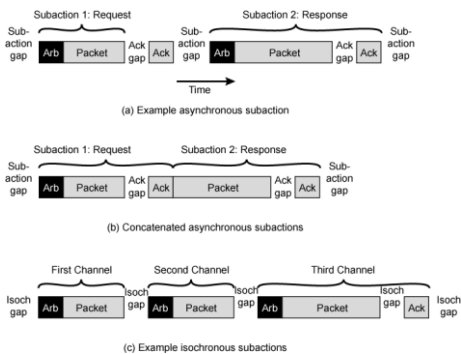 Subaction 1: Request Subaction 2: Response
Sub- Sub- Sub-
action action action
gap Arb Packet Ack gap Ack gap Arb Packet Ack gap Ack gap
Time
(a) Example asynchronous subaction
Subaction 1: Request Subaction 2: Response
Sub- Sub-
action action
gap Arb Packet Ack gap Ack Packet Ack gap Ack gap
(b) Concatenated asynchronous subactions
First Channel Second Channel Third Channel
Isoch gap Arb Packet Isoch gap Arb Packet Isoch gap Arb Packet Isoch gap Ack Isoch gap
(c) Example isochronous subactions